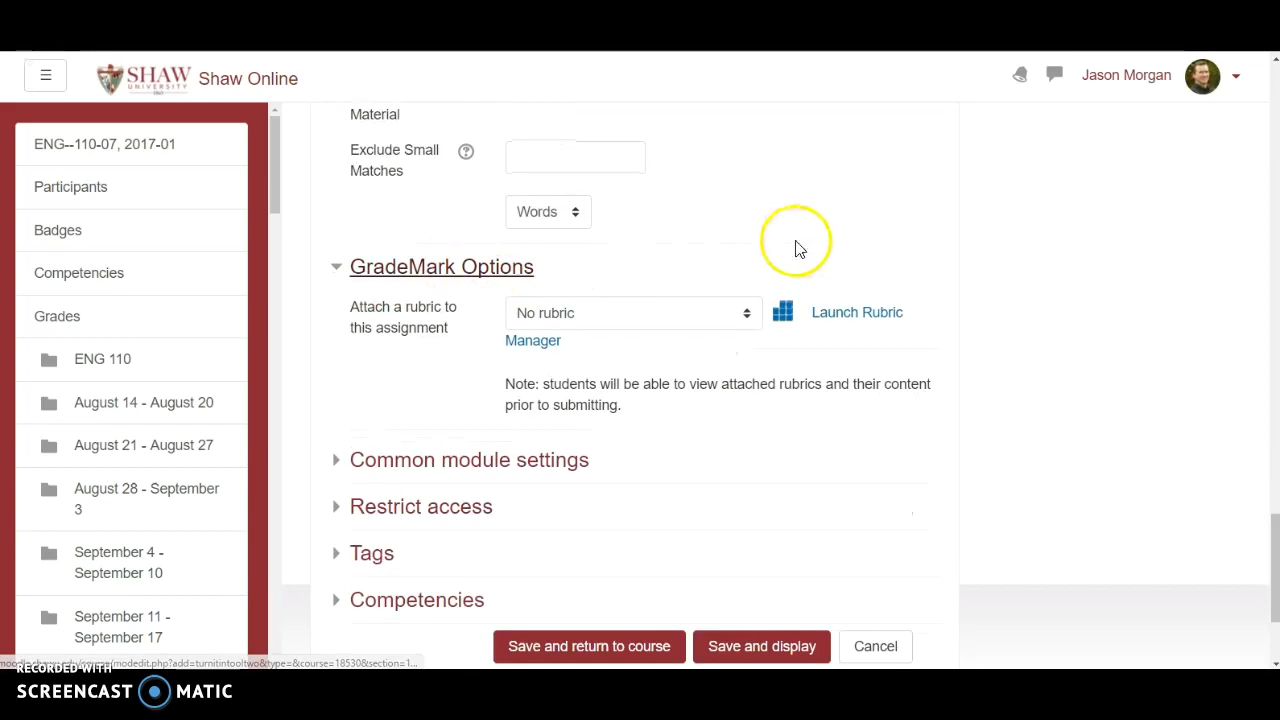 ☰ SHAW UNIVERSITY Shaw Online Jason Morgan
ENG--110-07, 2017-01
Participants
Badges
Competencies
Grades
ENG 110
August 14 - August 20
August 21 - August 27
August 28 - September
3
September 4 -
September 10
September 11 -
September 17
Material
Exclude Small
Matches
Words
GradeMark Options
Attach a rubric to
this assignment
No rubric
Launch Rubric
Manager
Note: students will be able to view attached rubrics and their content
prior to submitting.
Common module settings
Restrict access
Tags
Competencies
Save and return to course
Save and display
Cancel
RECORDED WITH
SCREENCAST MATIC